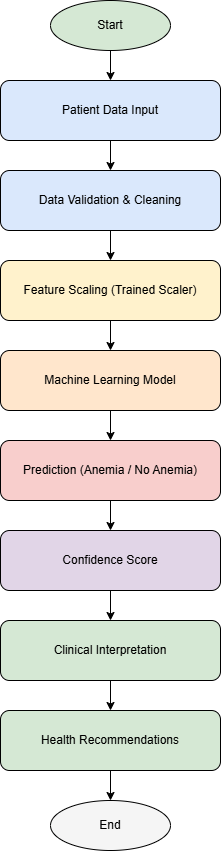 Start
Patient Data Input
Data Validation & Cleaning
Feature Scaling (Trained Scaler)
Machine Learning Model
Prediction (Anemia / No Anemia)
Confidence Score
Clinical Interpretation
Health Recommendations
End